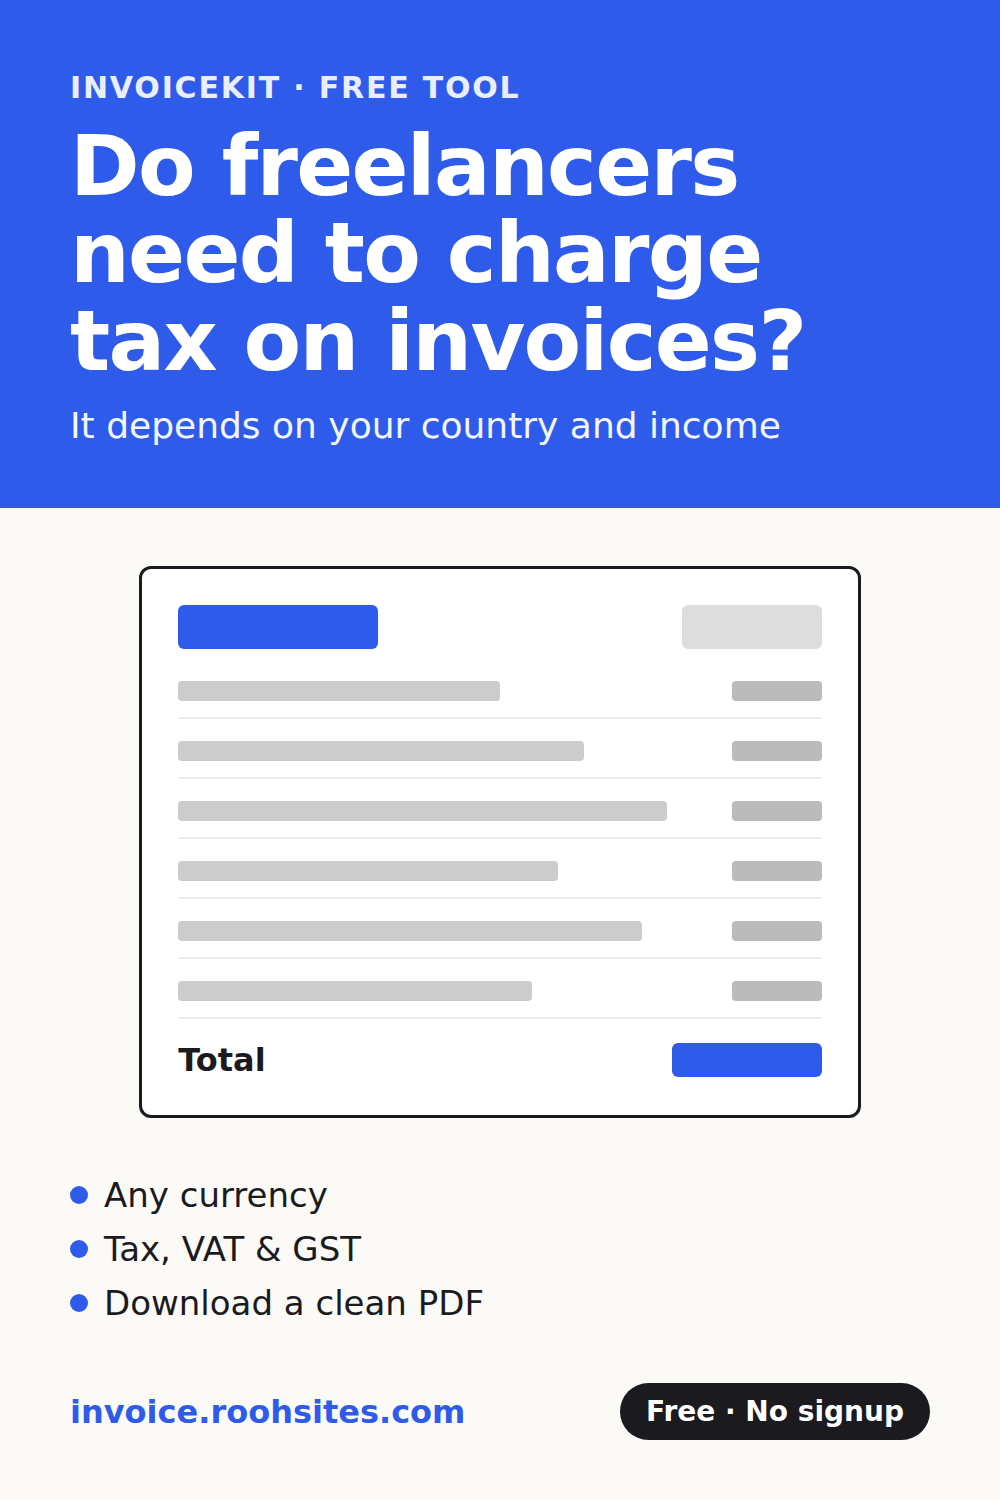 INVOICEKIT · FREE TOOL
Do freelancers
need to charge
tax on invoices?
It depends on your country and income
Total
Any currency
Tax, VAT & GST
Download a clean PDF
invoice.roohsites.com
Free · No signup